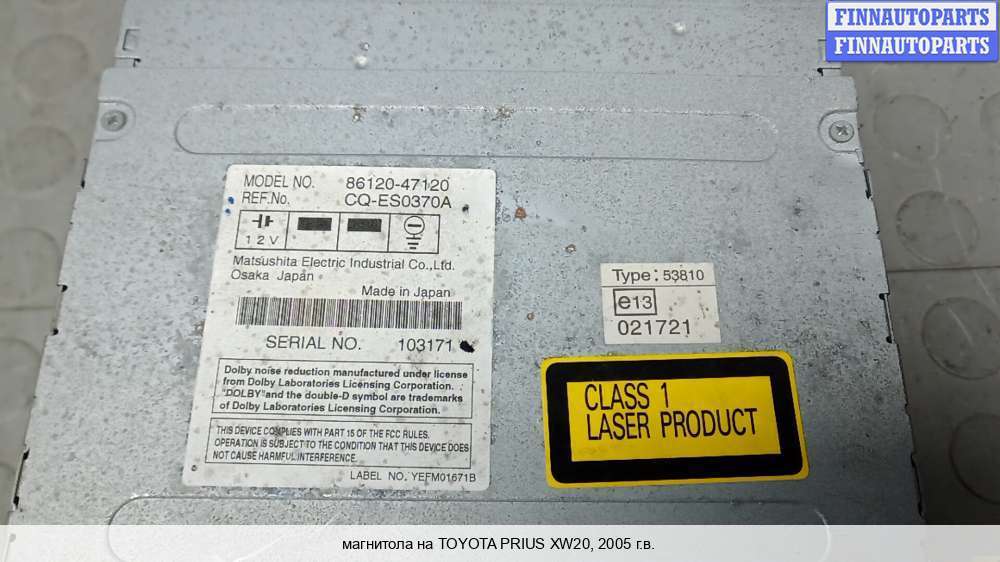 FINNAUTOPARTS
FINNAUTOPARTS
MODEL NO. 86120-47120
REF.No. CQ-ES0370A
12V
Matsushita Electric Industrial Co.,Ltd.
Osaka Japan
Made in Japan
SERIAL NO. 103171
Dolby noise reduction manufactured under license
from Dolby Laboratories Licensing Corporation.
"DOLBY"and the double-D symbol are trademarks
of Dolby Laboratories Licensing Corporation.
THIS DEVICE COMPLIES WITH PART 15 OF THE FCC RULES.
OPERATION IS SUBJECT TO THE CONDITION THAT THIS DEVICE DOES
NOT CAUSE HARMFUL INTERFERENCE.
LABEL NO. YEFM01671B
Type: 53810
e13
021721
CLASS 1
LASER PRODUCT
магнитола на TOYOTA PRIUS XW20, 2005 г.в.